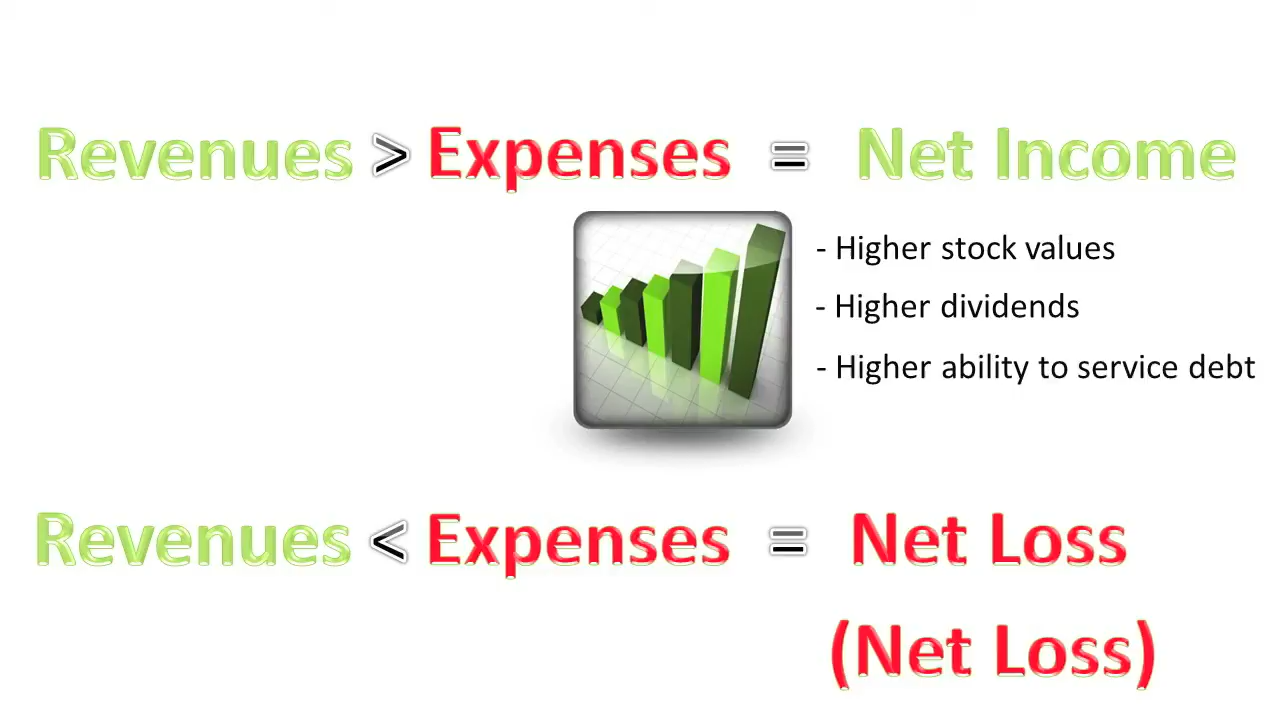 Revenues > Expenses = Net Income
- Higher stock values
- Higher dividends
- Higher ability to service debt
Revenues < Expenses = Net Loss
(Net Loss)